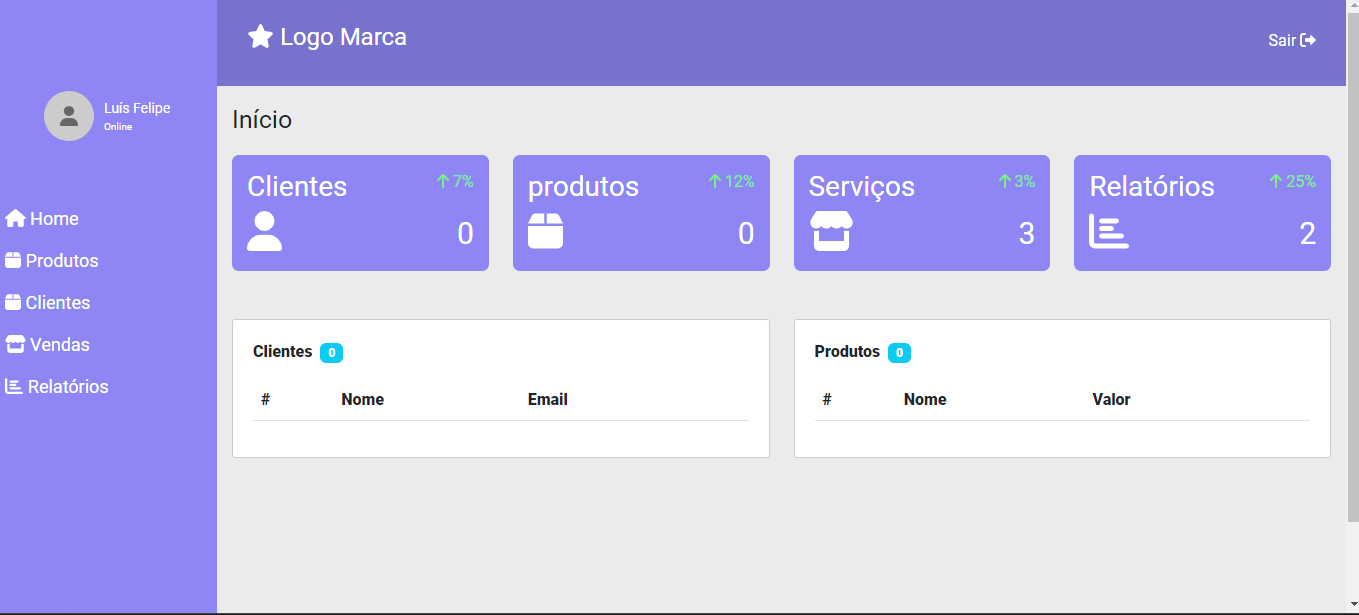 Logo Marca
Sair
Luís Felipe
Online
Home
Produtos
Clientes
Vendas
Relatórios
Início
Clientes
7%
0
produtos
12%
0
Serviços
3%
3
Relatórios
25%
2
Clientes 0
# Nome Email
Produtos 0
# Nome Valor